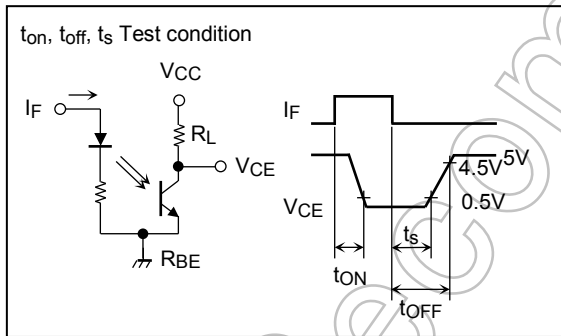 ton, toff, ts Test condition
VCC
IF
RL
VCE
RBE
IF
VCE
5V
4.5V
0.5V
ts
tON
tOFF